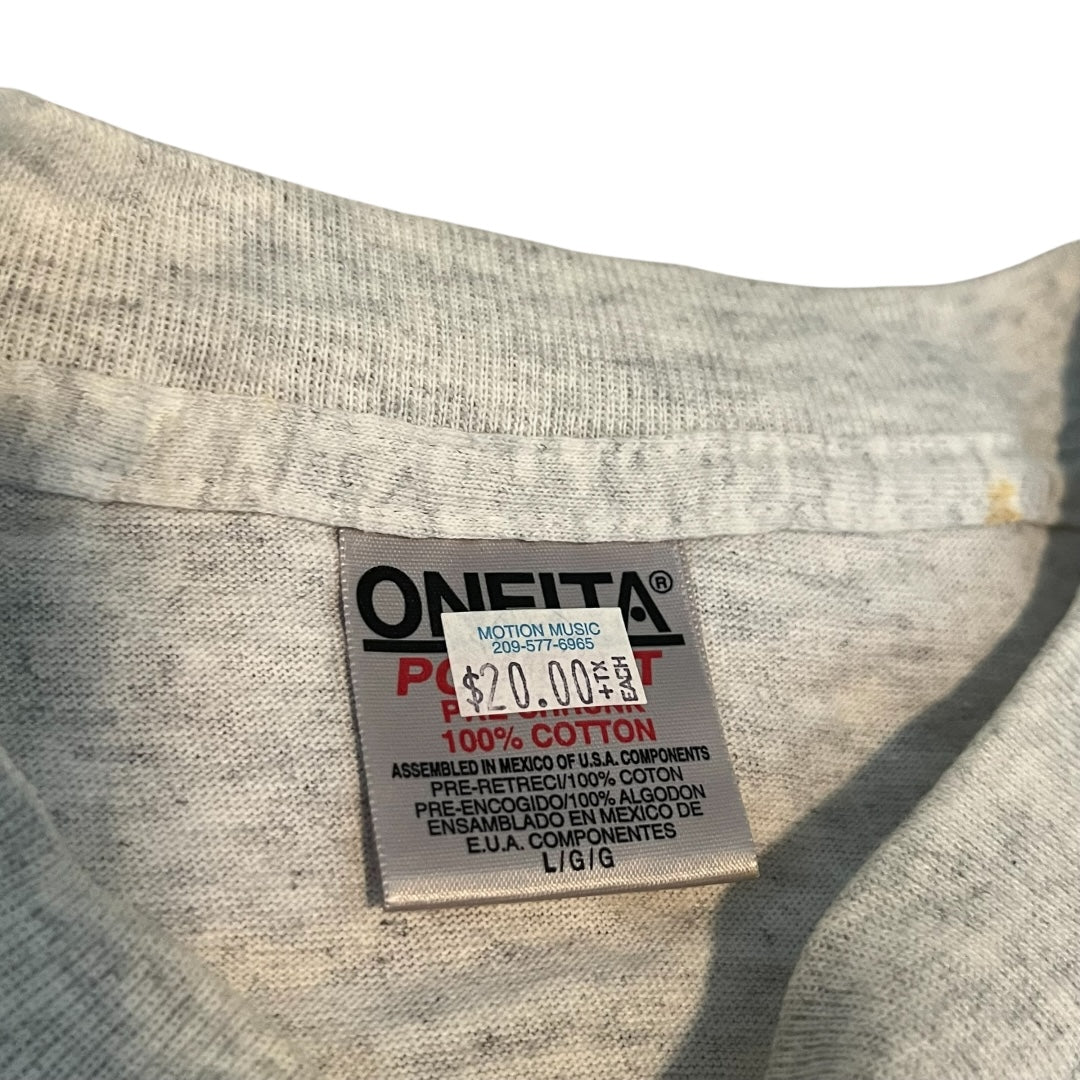 ONEITA®
MOTION MUSIC
209-577-6965
$20.00 +TX EACH
100% COTTON
ASSEMBLED IN MEXICO OF U.S.A. COMPONENTS
PRE-RETRECI/100% COTON
PRE-ENCOGIDO/100% ALGODON
ENSAMBLADO EN MEXICO DE
E.U.A. COMPONENTES
L/G/G